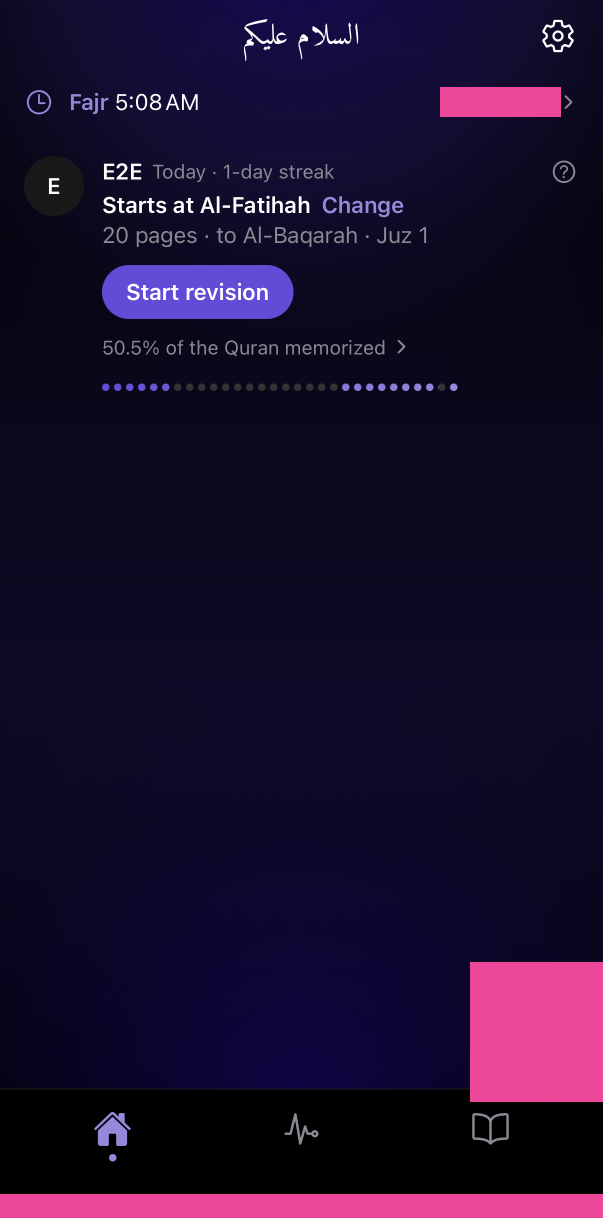 السلام عليكم
Fajr 5:08 AM
E
E2E Today · 1-day streak
Starts at Al-Fatihah Change
20 pages · to Al-Baqarah · Juz 1
Start revision
50.5% of the Quran memorized